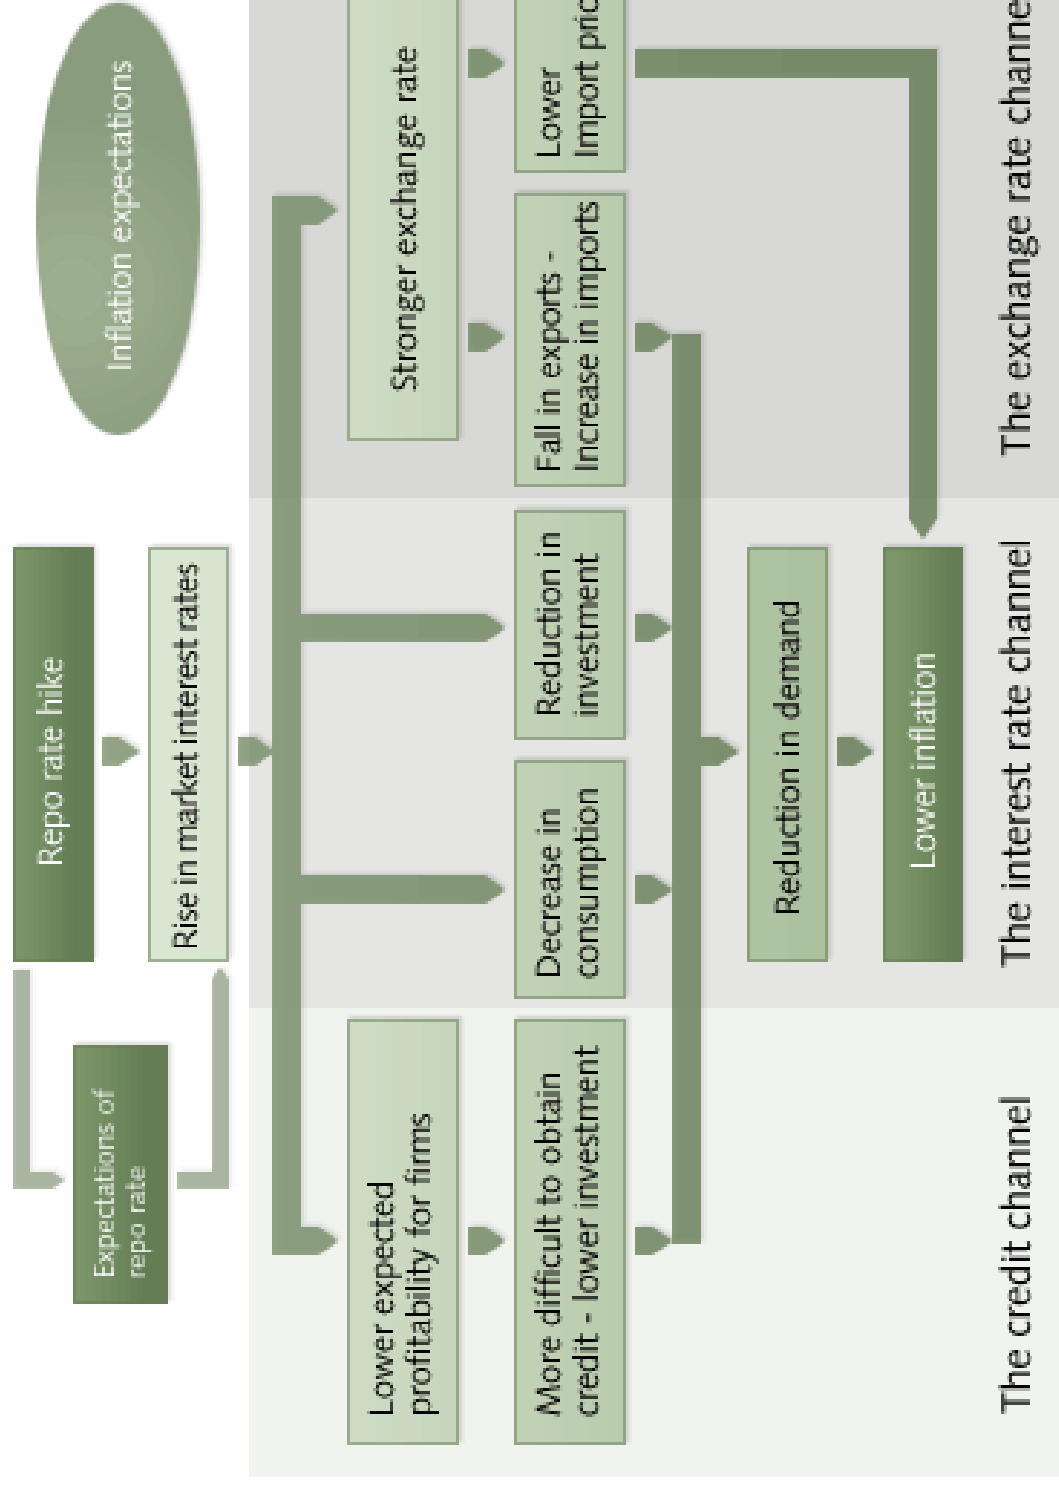 Repo rate hike
Inflation expectations
Expectations of
repo rate
Rise in market interest rates
Lower expected
profitability for firms
Stronger exchange rate
More difficult to obtain
credit - lower investment
Decrease in
consumption
Reduction in
investment
Fall in exports -
Increase in imports
Lower
Import
Reduction in demand
Lower inflation
The credit channel
The interest rate channel
The exchange rate channel